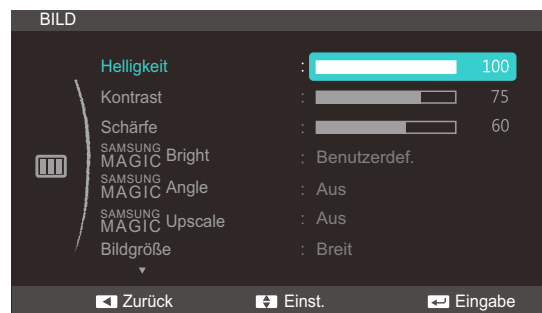 BILD
Helligkeit : 100
Kontrast : 75
Schärfe : 60
SAMSUNG MAGIC Bright : Benutzerdef.
SAMSUNG MAGIC Angle : Aus
SAMSUNG MAGIC Upscale : Aus
Bildgröße : Breit
Zurück Einst. Eingabe